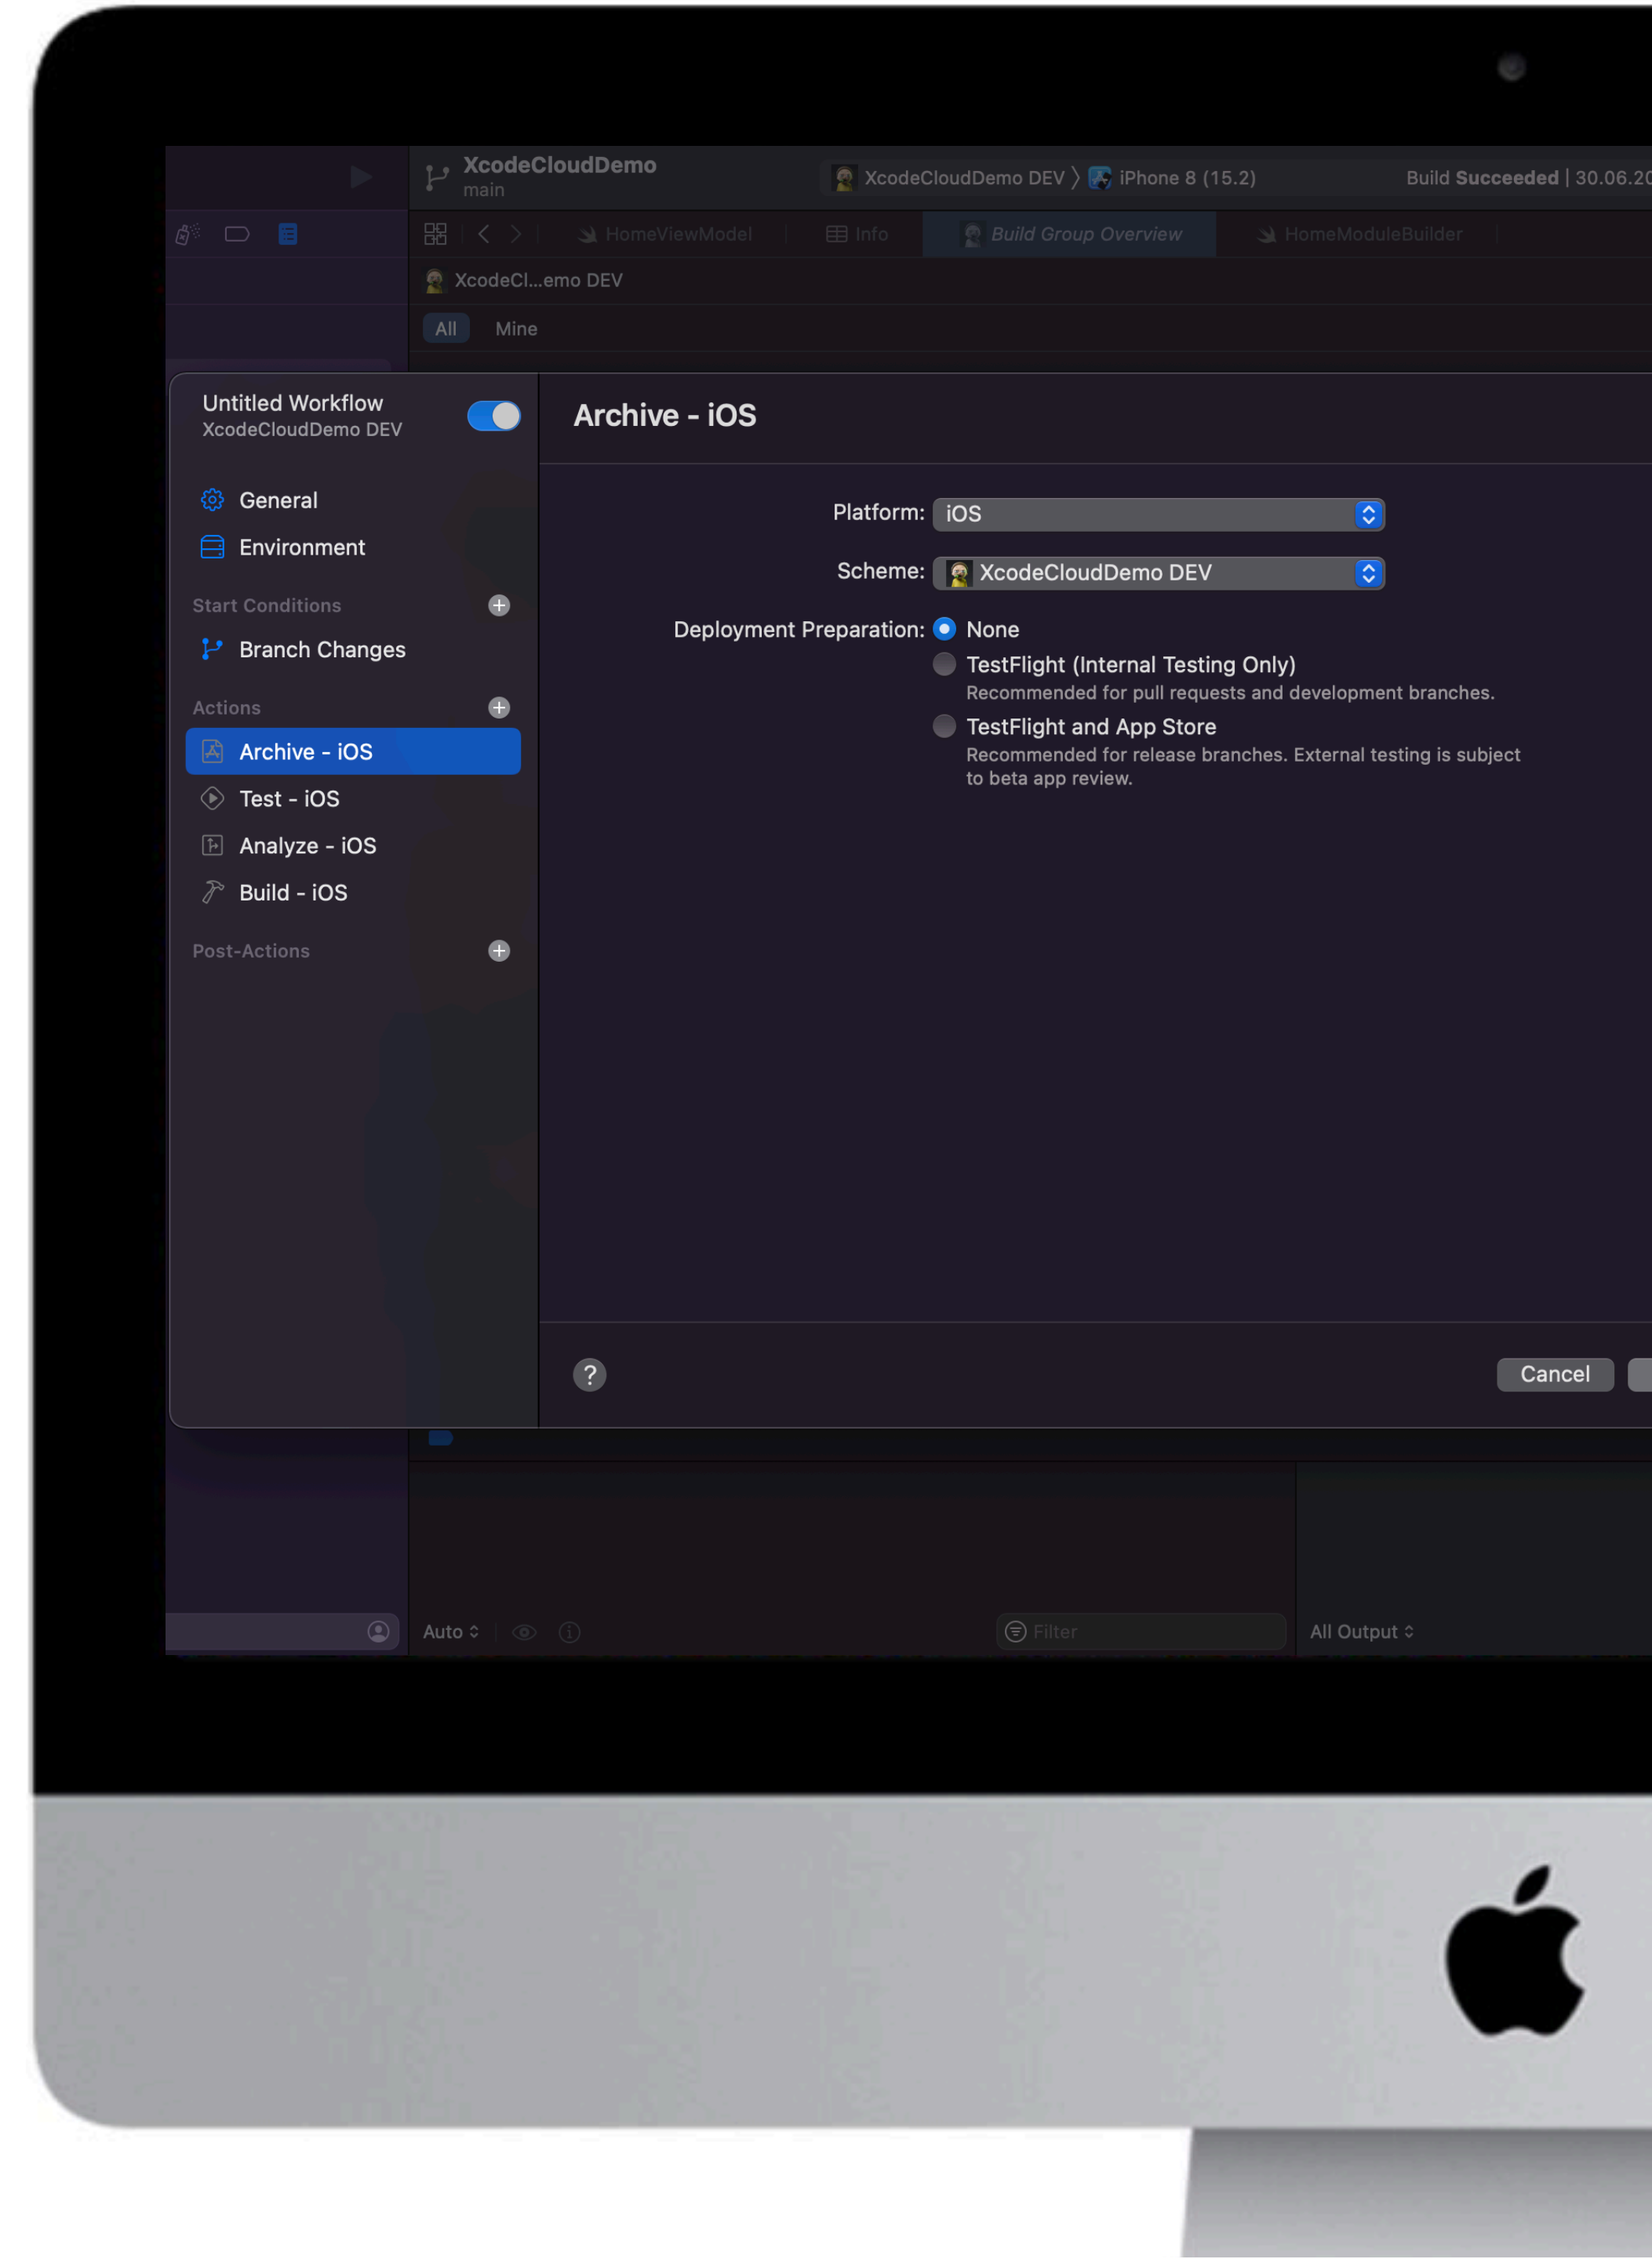 XcodeCloudDemo
main
XcodeCloudDemo DEV
iPhone 8 (15.2)
Build Succeeded | 30.06.20
HomeViewModel
Info
Build Group Overview
HomeModuleBuilder
XcodeCl...emo DEV
All
Mine
Untitled Workflow
XcodeCloudDemo DEV
General
Environment
Start Conditions
Branch Changes
Actions
Archive - iOS
Test - iOS
Analyze - iOS
Build - iOS
Post-Actions
Archive - iOS
Platform: iOS
Scheme: XcodeCloudDemo DEV
Deployment Preparation: None
TestFlight (Internal Testing Only)
Recommended for pull requests and development branches.
TestFlight and App Store
Recommended for release branches. External testing is subject
to beta app review.
?
Cancel
Auto
Filter
All Output